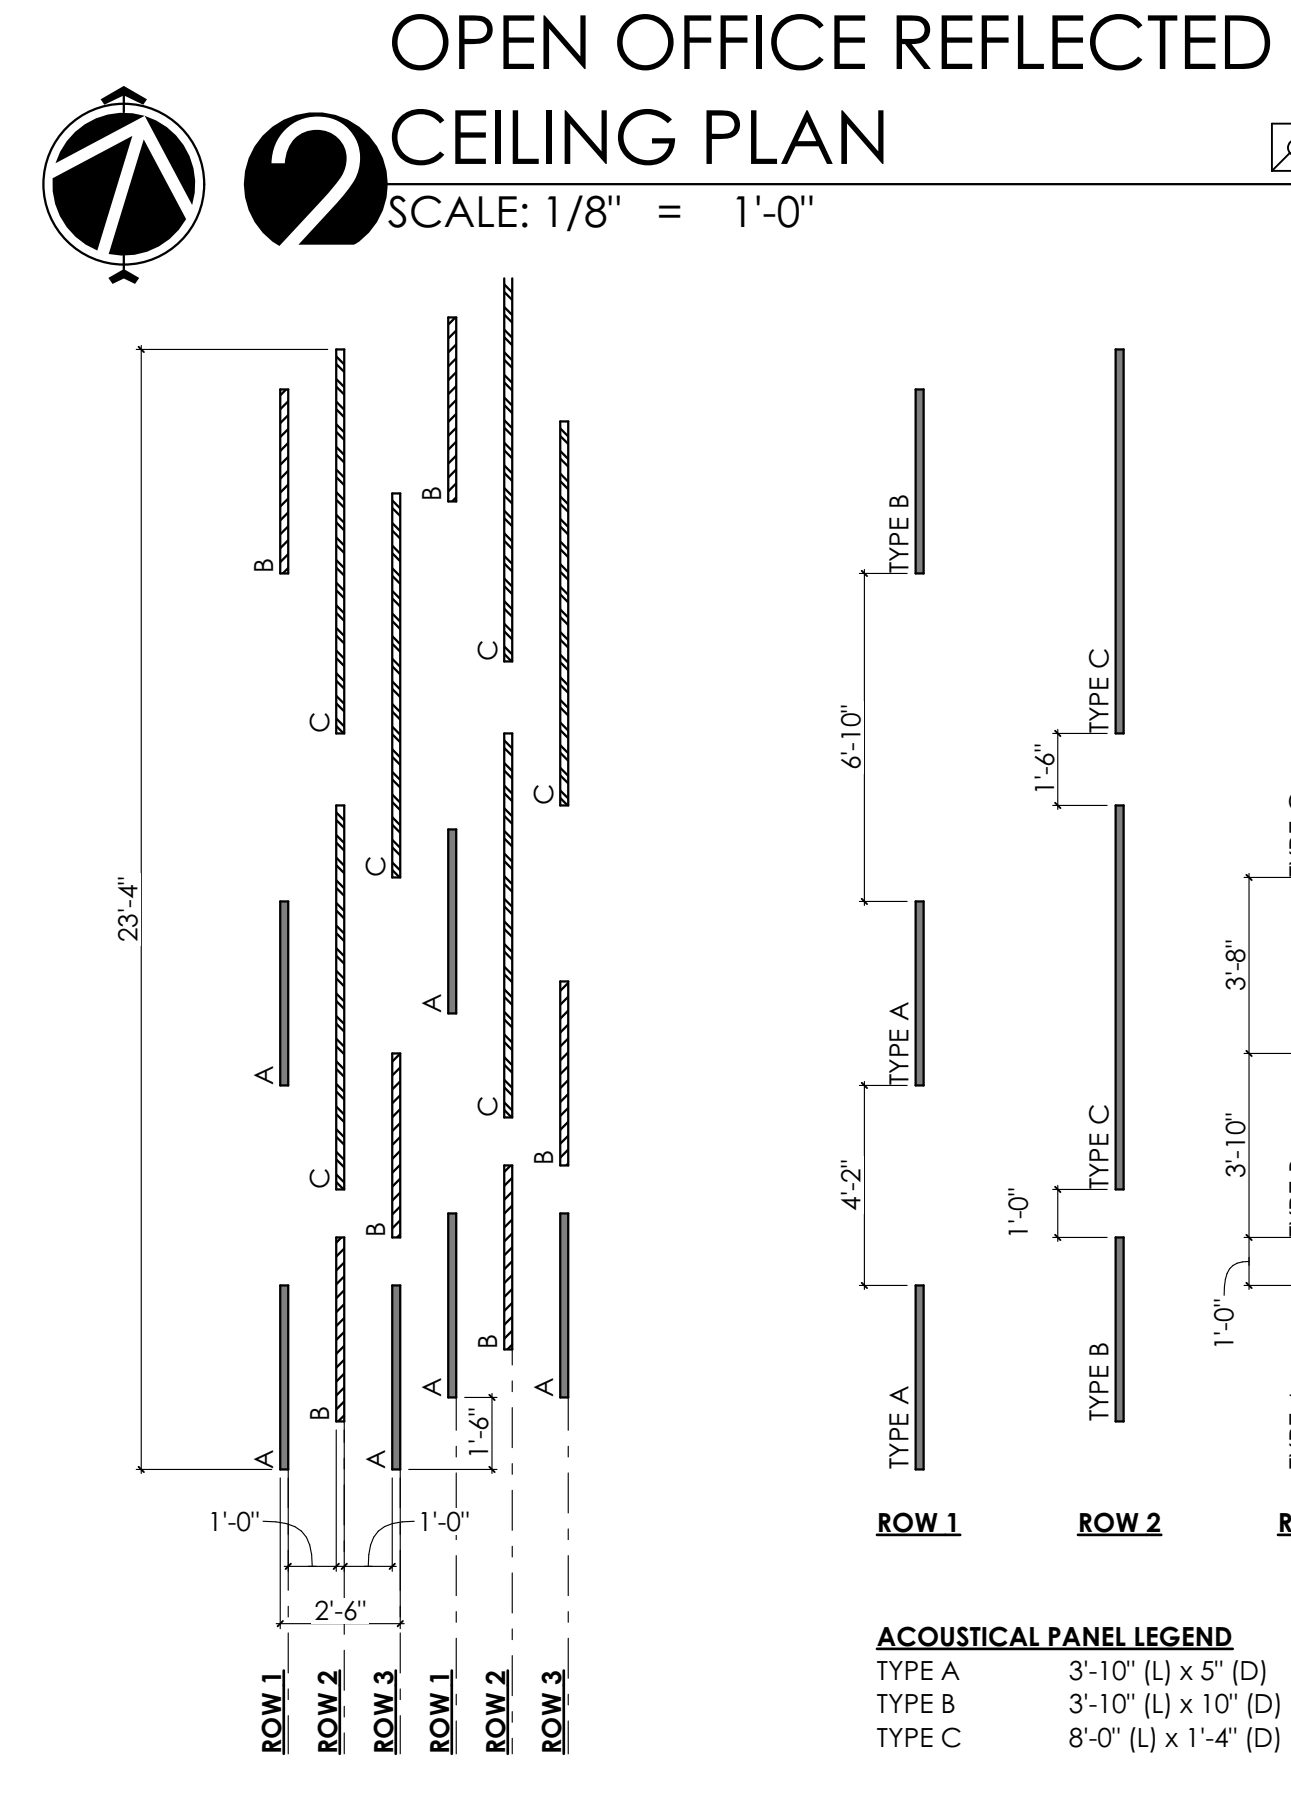 OPEN OFFICE REFLECTED
CEILING PLAN
2
SCALE: 1/8" = 1'-0"
B
C
B
C
C
C
A
A
C
B
C
B
A
B
A
B
A
A
A
B
23'-4"
1'-6"
1'-0"
1'-0"
2'-6"
ROW 1
ROW 2
ROW 3
ROW 1
ROW 2
ROW 3
TYPE B
6'-10"
TYPE A
4'-2"
TYPE A
ROW 1
TYPE C
1'-6"
TYPE C
1'-0"
TYPE B
ROW 2
3'-8"
3'-10"
1'-0"
ACOUSTICAL PANEL LEGEND
TYPE A 3'-10" (L) x 5" (D)
TYPE B 3'-10" (L) x 10" (D)
TYPE C 8'-0" (L) x 1'-4" (D)